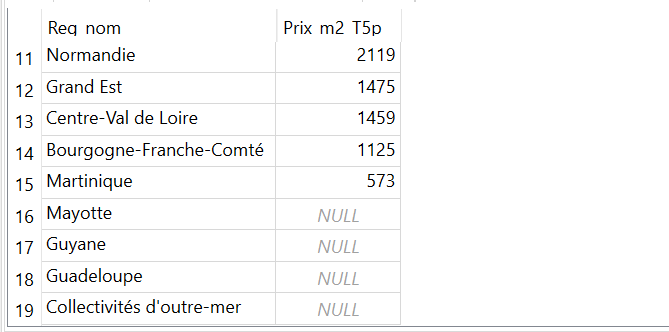 Reg_nom Prix_m2_T5p
11 Normandie 2119
12 Grand Est 1475
13 Centre-Val de Loire 1459
14 Bourgogne-Franche-Comté 1125
15 Martinique 573
16 Mayotte NULL
17 Guyane NULL
18 Guadeloupe NULL
19 Collectivités d'outre-mer NULL